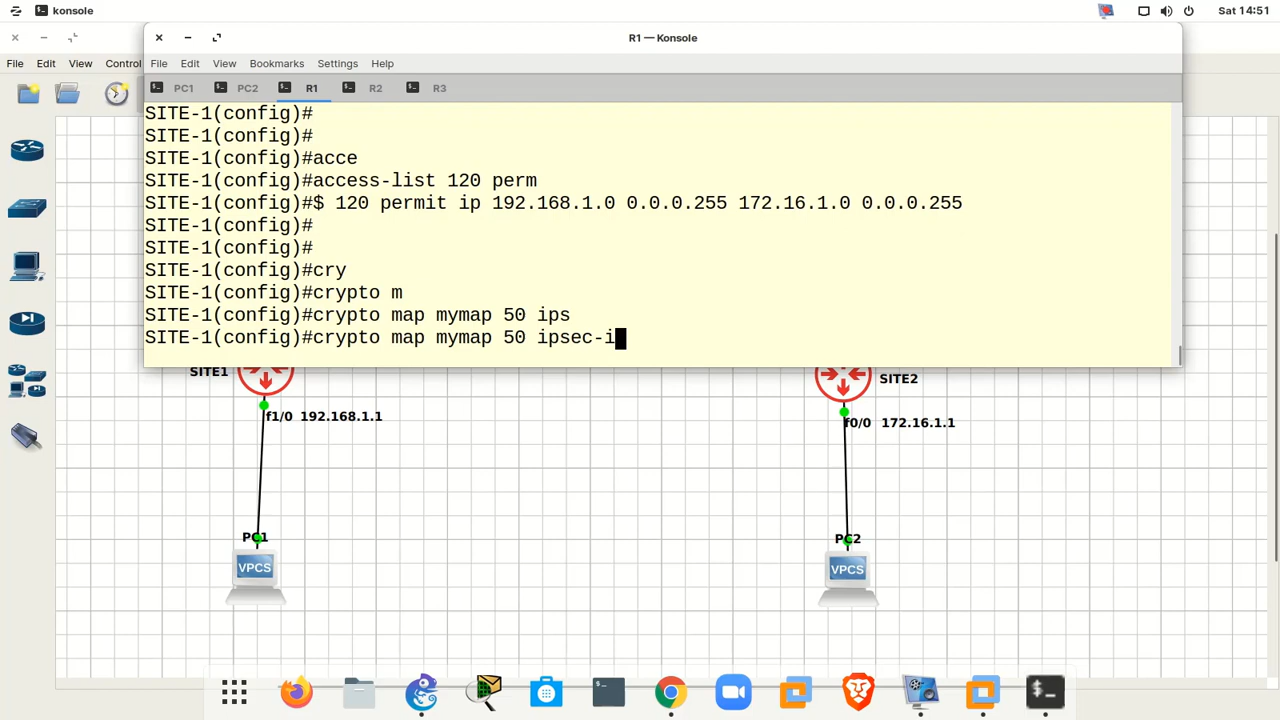 konsole
Sat 14:51
R1 — Konsole
File Edit View Control
File Edit View Bookmarks Settings Help
PC1 PC2 R1 R2 R3
SITE-1(config)#
SITE-1(config)#
SITE-1(config)#acce
SITE-1(config)#access-list 120 perm
SITE-1(config)#$ 120 permit ip 192.168.1.0 0.0.0.255 172.16.1.0 0.0.0.255
SITE-1(config)#
SITE-1(config)#
SITE-1(config)#cry
SITE-1(config)#crypto m
SITE-1(config)#crypto map mymap 50 ips
SITE-1(config)#crypto map mymap 50 ipsec-i
SITE1
SITE2
f1/0 192.168.1.1
f0/0 172.16.1.1
PC1
PC2
VPCS
VPCS